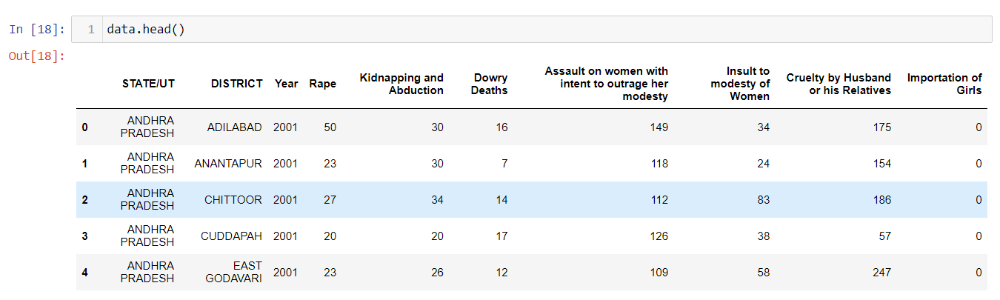 In [18]: 1 data.head()
Out[18]:
STATE/UT DISTRICT Year Rape Kidnapping and Abduction Dowry Deaths Assault on women with intent to outrage her modesty Insult to modesty of Women Cruelty by Husband or his Relatives Importation of Girls
0 ANDHRA PRADESH ADILABAD 2001 50 30 16 149 34 175 0
1 ANDHRA PRADESH ANANTAPUR 2001 23 30 7 118 24 154 0
2 ANDHRA PRADESH CHITTOOR 2001 27 34 14 112 83 186 0
3 ANDHRA PRADESH CUDDAPAH 2001 20 20 17 126 38 57 0
4 ANDHRA PRADESH EAST GODAVARI 2001 23 26 12 109 58 247 0